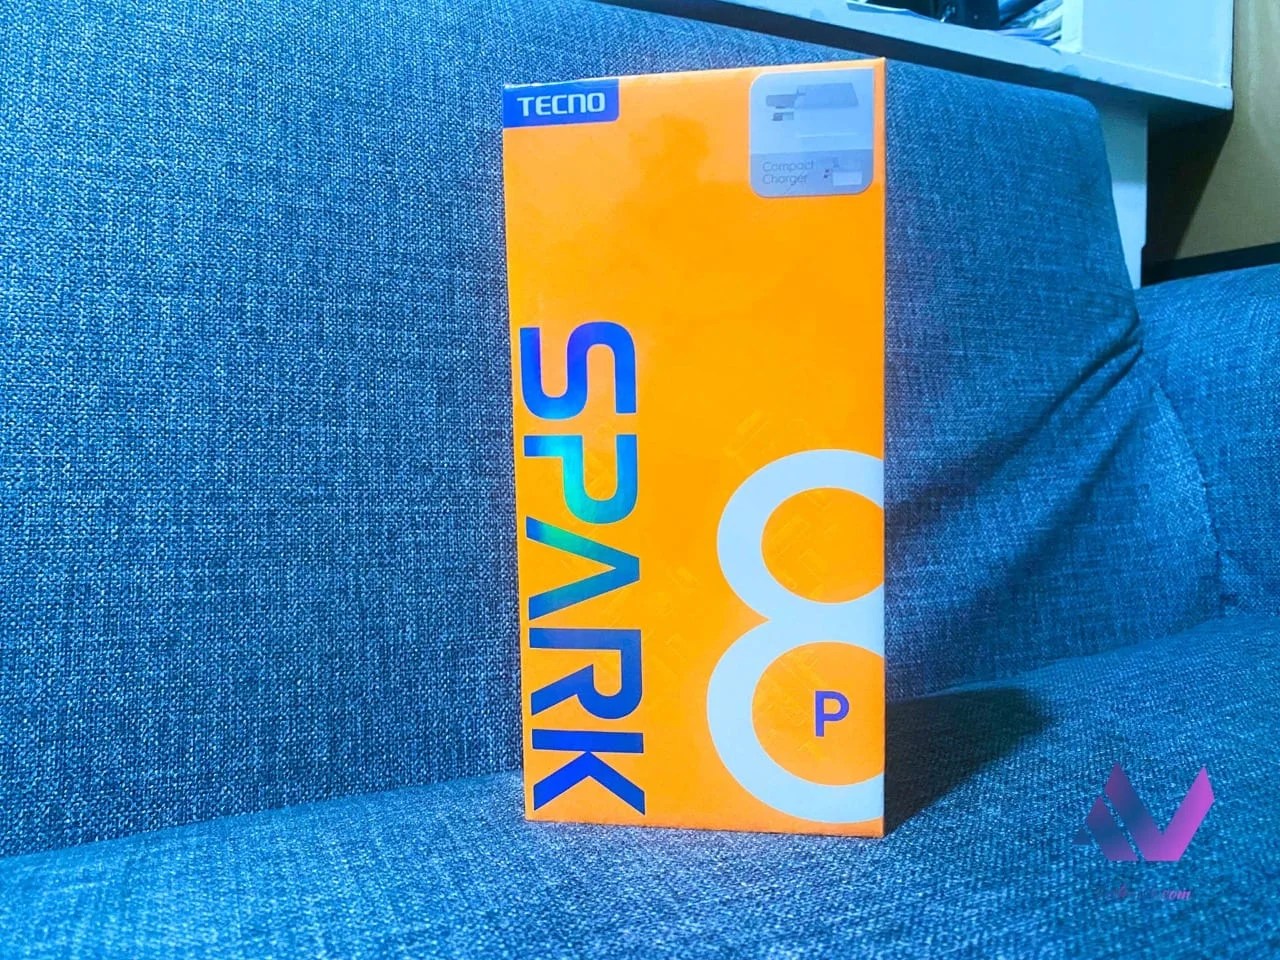 TECNO
Compact
Charger
SPARK
8
P